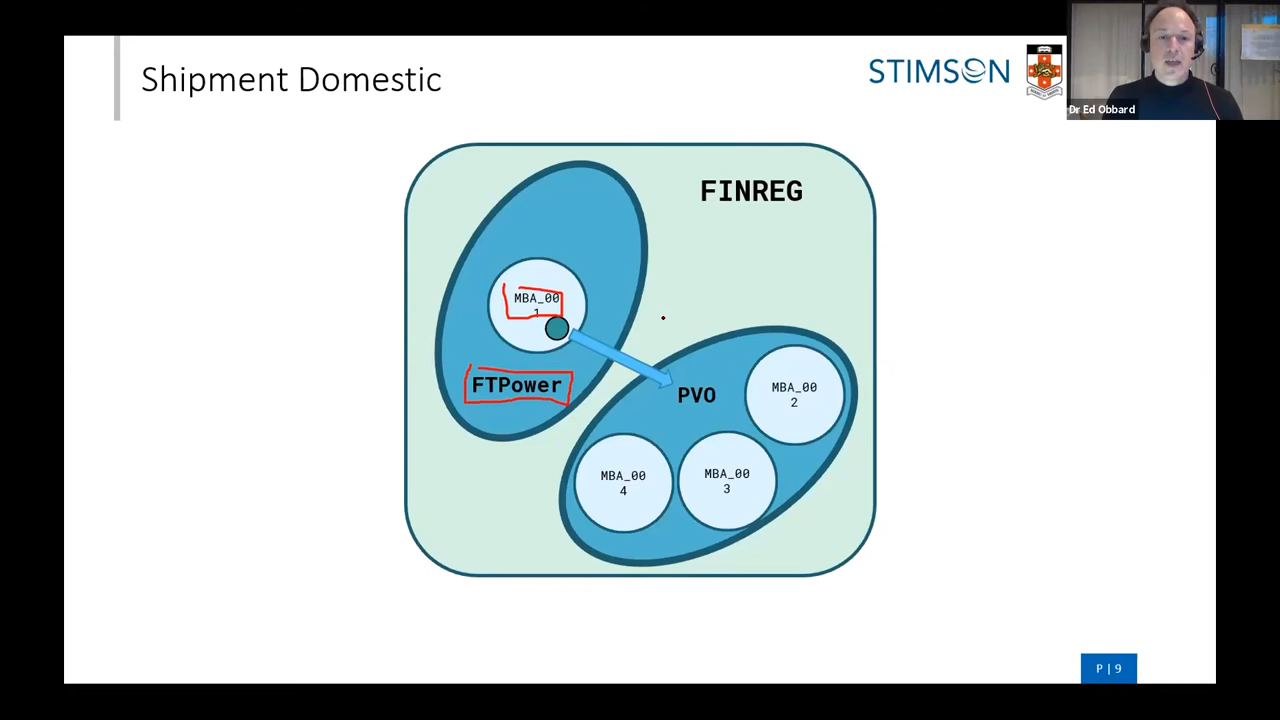 Shipment Domestic
STIMSON
Dr Ed Obbard
FINREG
MBA_00
1
FTPower
PVO
MBA_00
2
MBA_00
4
MBA_00
3
P | 9